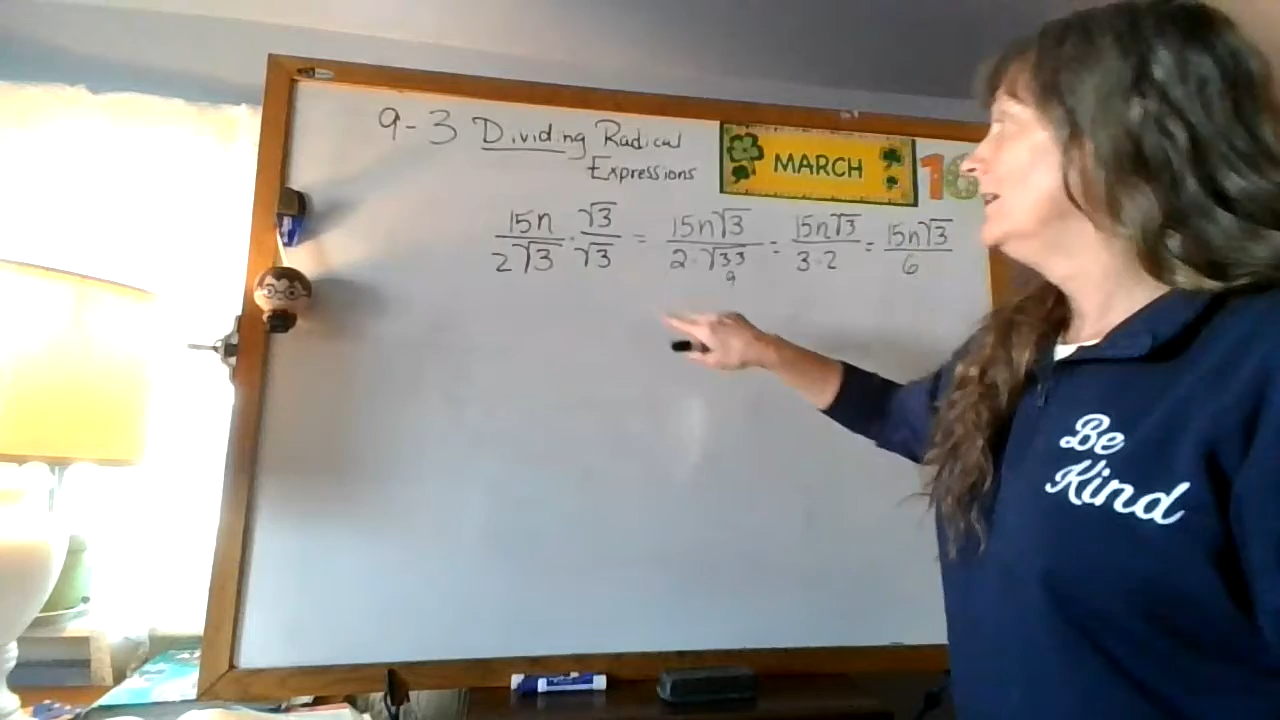 9-3 Dividing Radical
Expressions
MARCH 16
15n/2√3 · √3/√3 = 15n√3/2·√3 3 = 15n√3/3·2 = 15n√3/6
9
Be
Kind